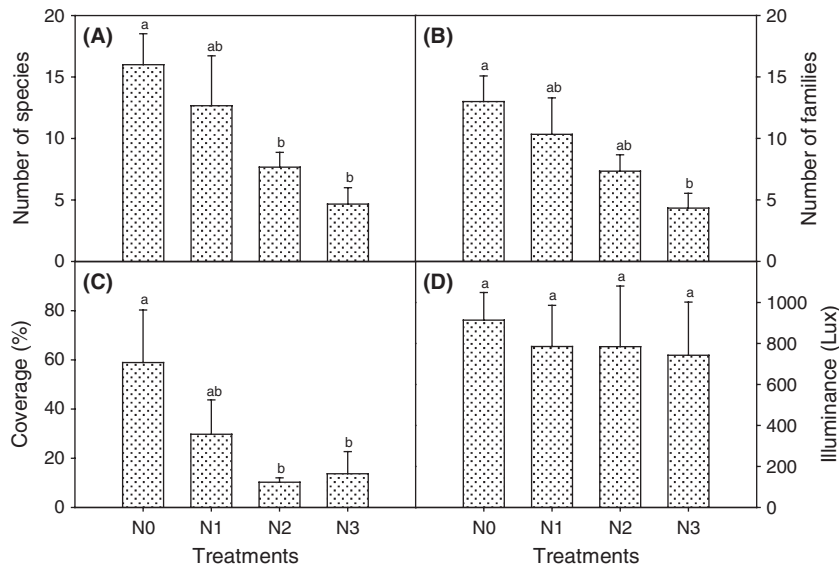 (A)
Number of species
20
15
10
5
0
a
ab
b
b
(B)
Number of families
20
15
10
5
0
a
ab
ab
b
(C)
Coverage (%)
80
60
40
20
0
a
ab
b
b
N0 N1 N2 N3
Treatments
(D)
Illuminance (Lux)
1000
800
600
400
200
0
a
a
a
a
N0 N1 N2 N3
Treatments